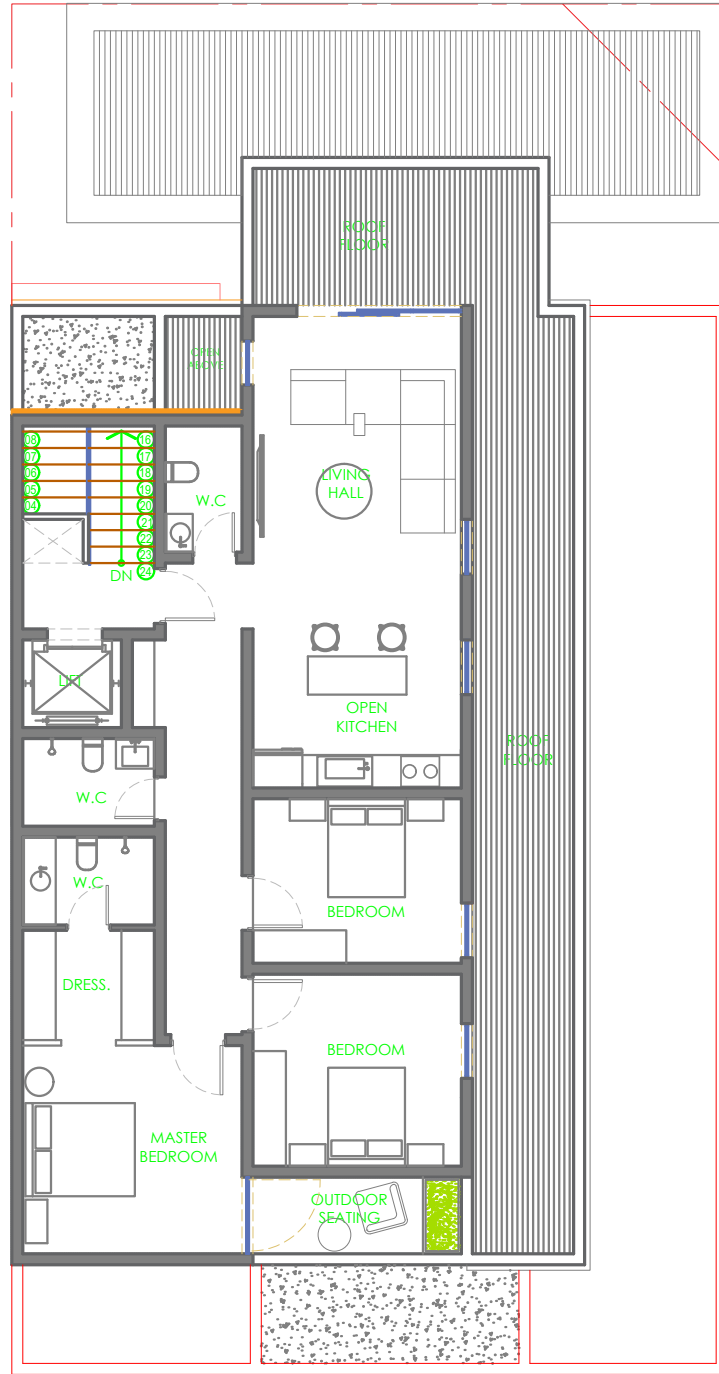 ROOF
FLOOR
OPEN
ABOVE
08
07
06
05
04
16
17
18
19
20
21
22
23
24
DN
W.C
LIVING
HALL
LIFT
OPEN
KITCHEN
ROOF
FLOOR
W.C
W.C
BEDROOM
DRESS.
BEDROOM
MASTER
BEDROOM
OUTDOOR
SEATING